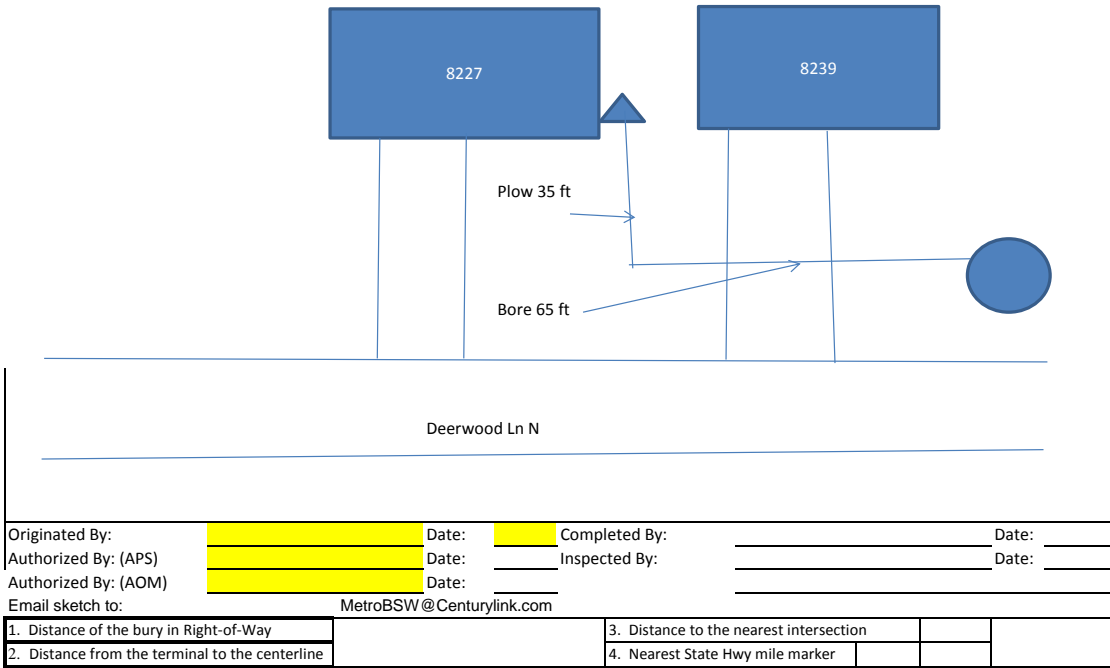 8227
8239
Plow 35 ft
Bore 65 ft
Deerwood Ln N
Originated By: Date: Completed By: Date:
Authorized By: (APS) Date: Inspected By: Date:
Authorized By: (AOM) Date:
Email sketch to: MetroBSW@Centurylink.com
1. Distance of the bury in Right-of-Way 3. Distance to the nearest intersection
2. Distance from the terminal to the centerline 4. Nearest State Hwy mile marker